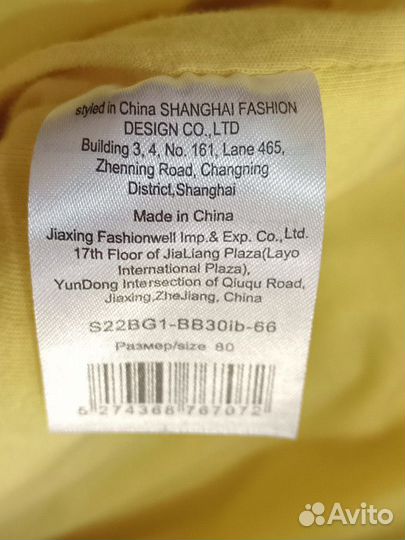 styled in China SHANGHAI FASHION
DESIGN CO.,LTD
Building 3, 4, No. 161, Lane 465,
Zhenning Road, Changning
District,Shanghai
Made in China
Jiaxing Fashionwell Imp.& Exp. Co.,Ltd.
17th Floor of JiaLiang Plaza(Layo
International Plaza),
YunDong Intersection of Qiuqu Road,
Jiaxing,ZheJiang, China
S22BG1-BB30ib-66
Размер/size 80
5 274368 767072
Avito